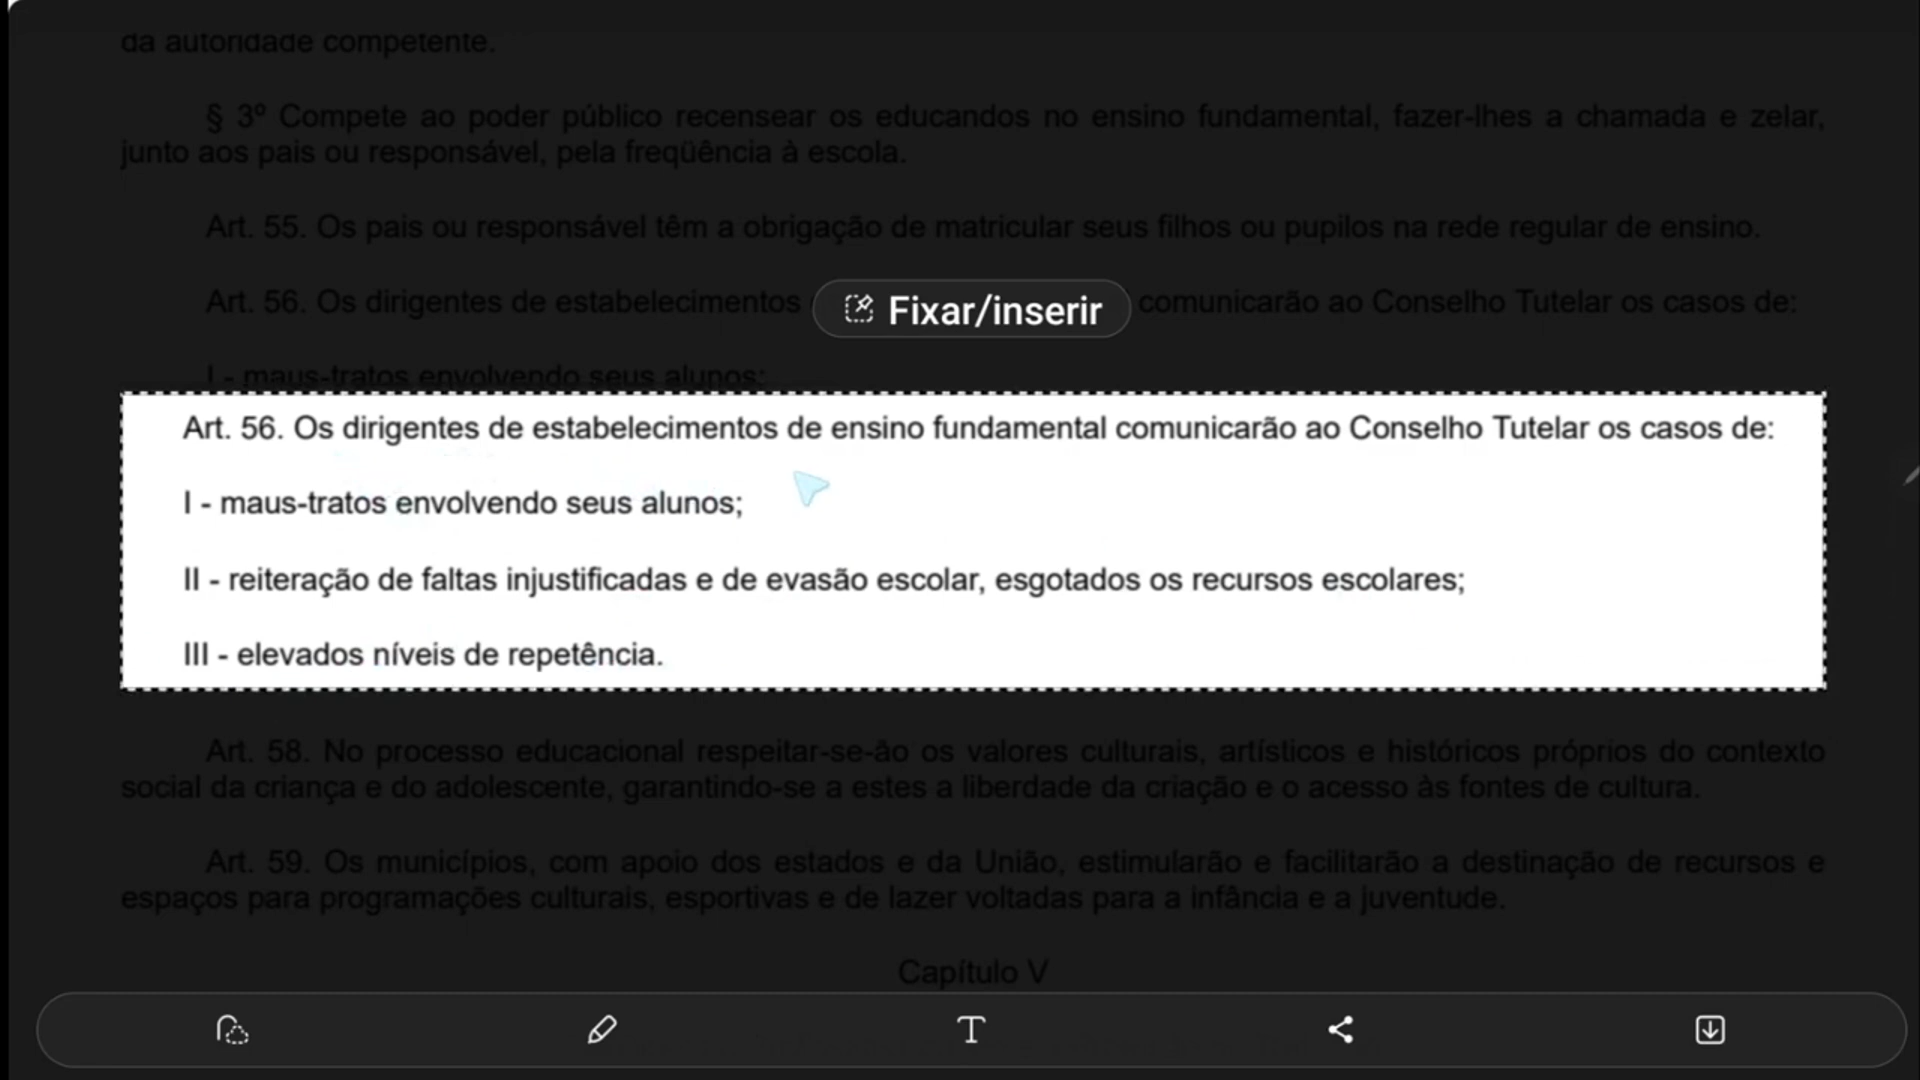 da autoridade competente.
§ 3º Compete ao poder público recensear os educandos no ensino fundamental, fazer-lhes a chamada e zelar,
junto aos pais ou responsável, pela freqüência à escola.
Art. 55. Os pais ou responsável têm a obrigação de matricular seus filhos ou pupilos na rede regular de ensino.
Art. 56. Os dirigentes de estabelecimentos comunicarão ao Conselho Tutelar os casos de:
Fixar/inserir
I - maus-tratos envolvendo seus alunos;
Art. 56. Os dirigentes de estabelecimentos de ensino fundamental comunicarão ao Conselho Tutelar os casos de:
I - maus-tratos envolvendo seus alunos;
II - reiteração de faltas injustificadas e de evasão escolar, esgotados os recursos escolares;
III - elevados níveis de repetência.
Art. 58. No processo educacional respeitar-se-ão os valores culturais, artísticos e históricos próprios do contexto
social da criança e do adolescente, garantindo-se a estes a liberdade da criação e o acesso às fontes de cultura.
Art. 59. Os municípios, com apoio dos estados e da União, estimularão e facilitarão a destinação de recursos e
espaços para programações culturais, esportivas e de lazer voltadas para a infância e a juventude.
Capítulo V
T